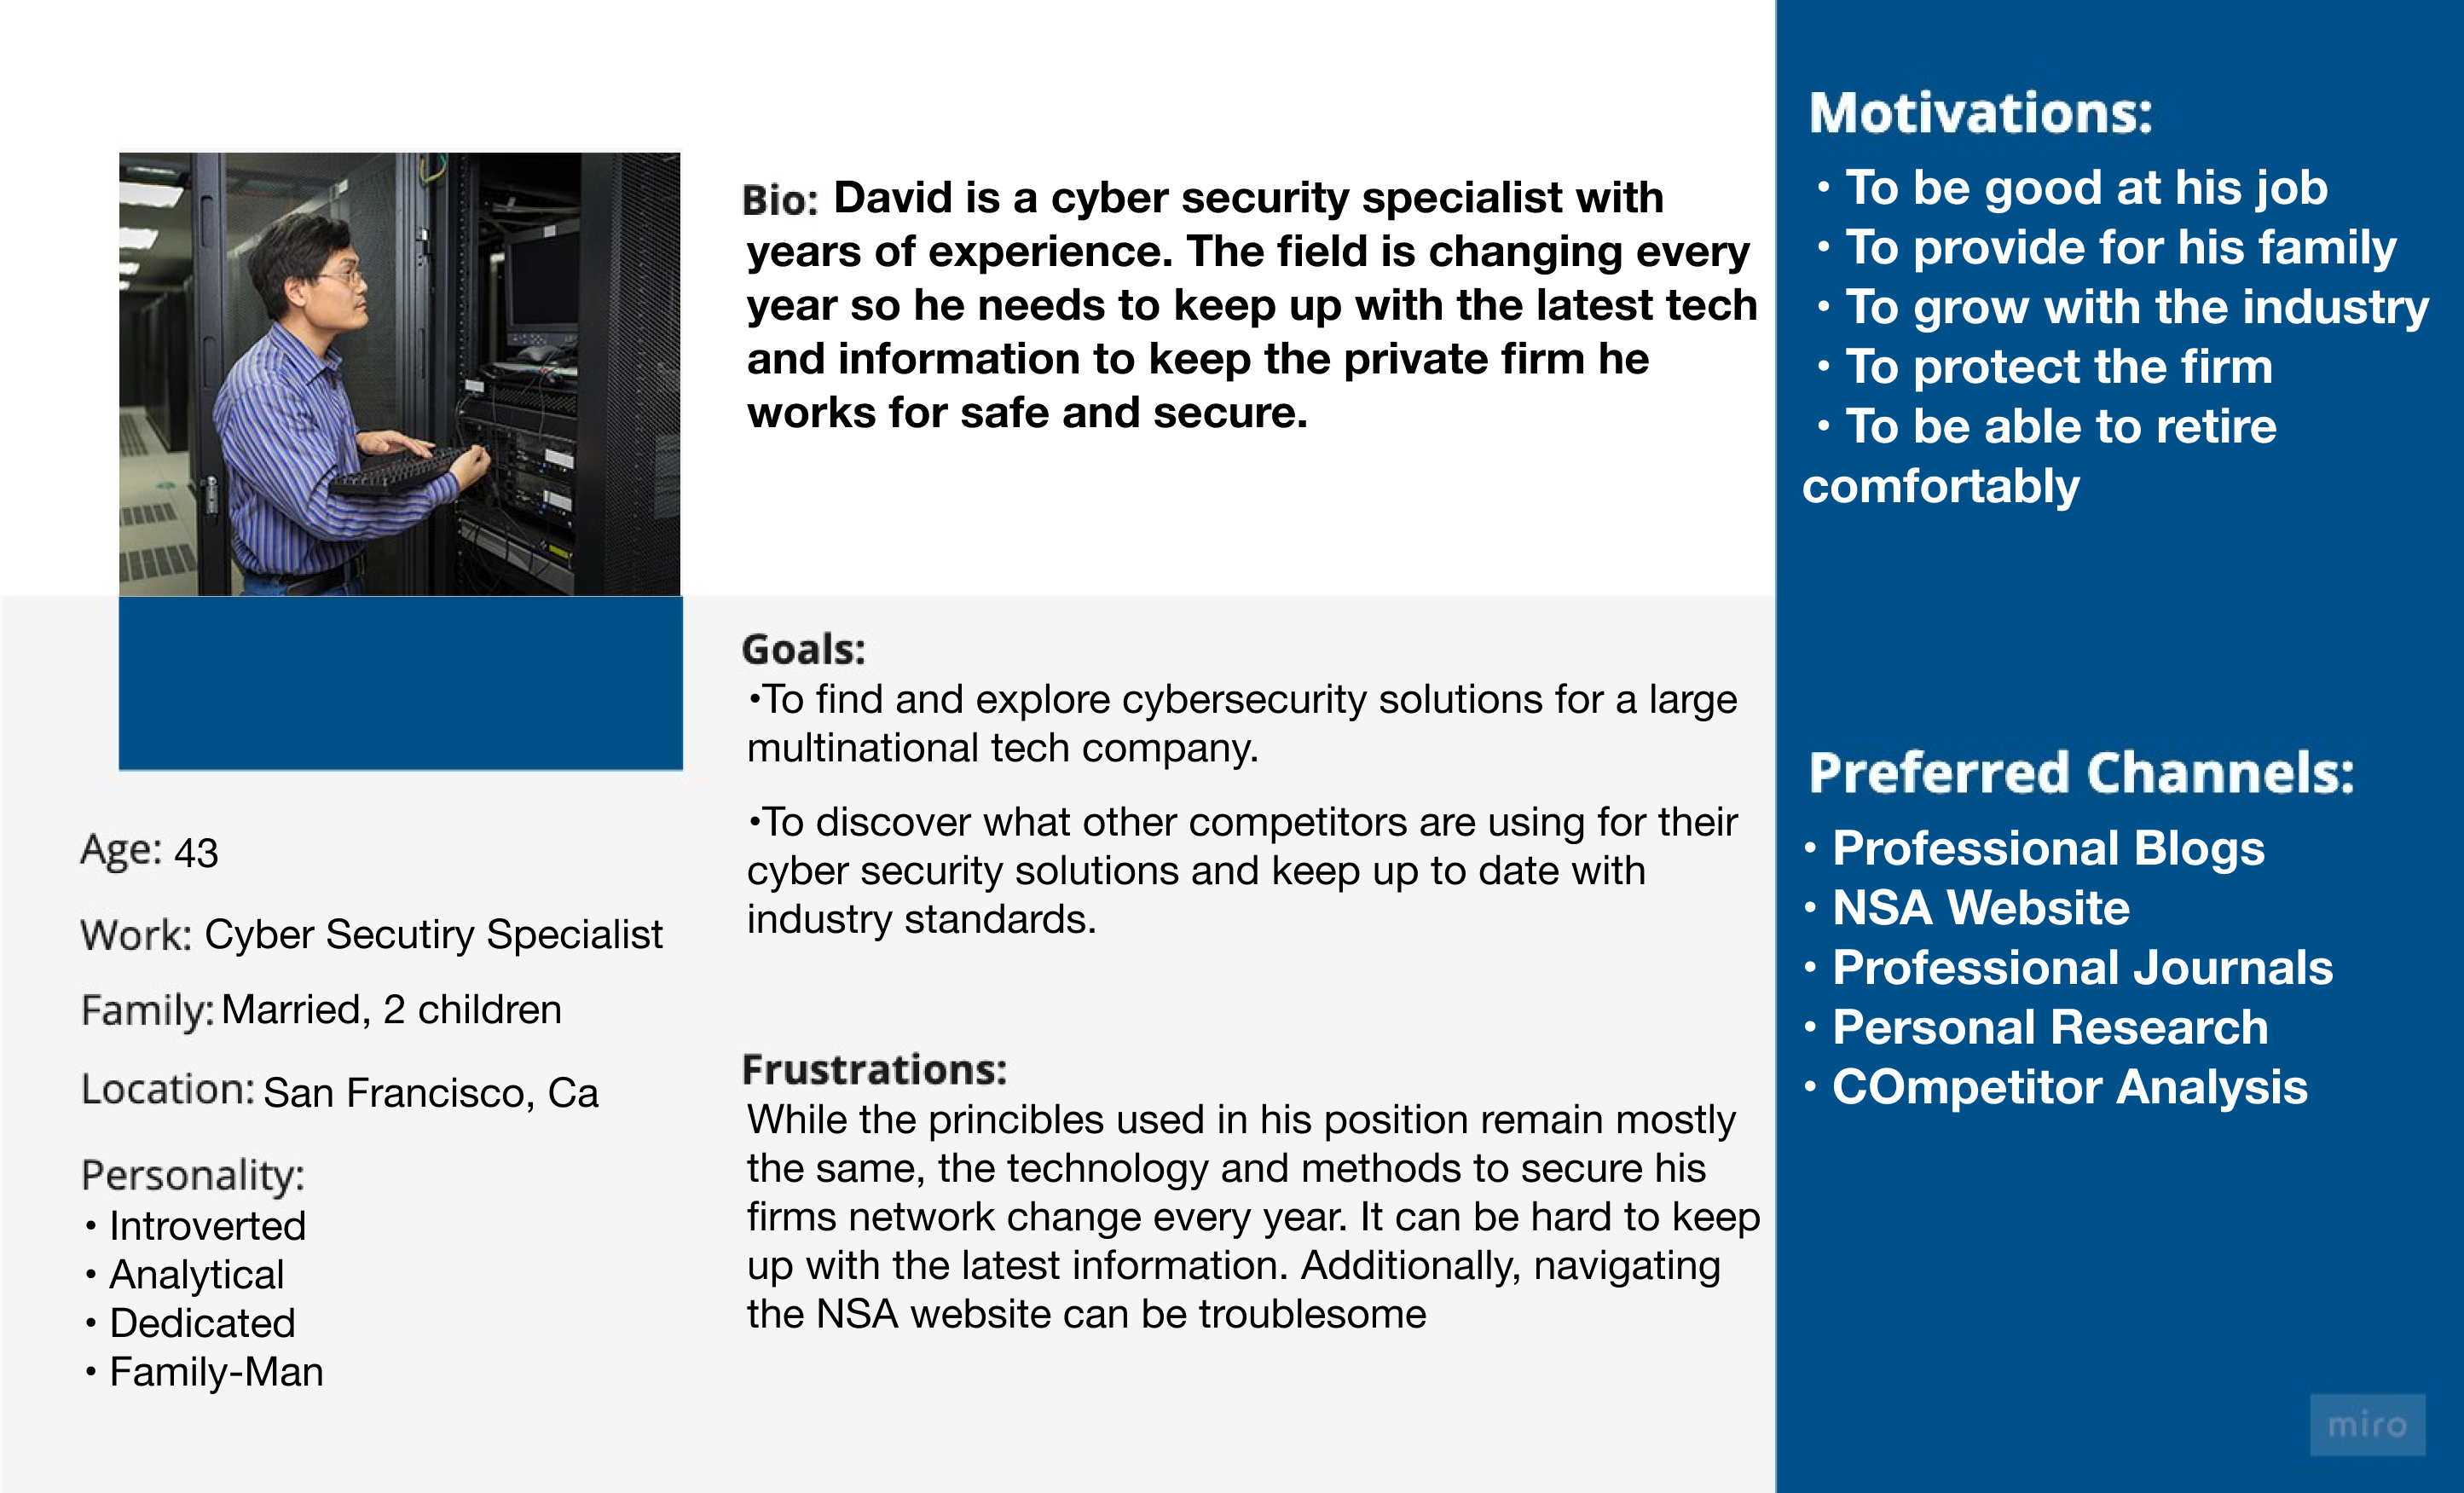 Bio: David is a cyber security specialist with
years of experience. The field is changing every
year so he needs to keep up with the latest tech
and information to keep the private firm he
works for safe and secure.
Age: 43
Work: Cyber Secutiry Specialist
Family: Married, 2 children
Location: San Francisco, Ca
Personality:
• Introverted
• Analytical
• Dedicated
• Family-Man
Goals:
•To find and explore cybersecurity solutions for a large
multinational tech company.
•To discover what other competitors are using for their
cyber security solutions and keep up to date with
industry standards.
Frustrations:
While the princibles used in his position remain mostly
the same, the technology and methods to secure his
firms network change every year. It can be hard to keep
up with the latest information. Additionally, navigating
the NSA website can be troublesome
Motivations:
• To be good at his job
• To provide for his family
• To grow with the industry
• To protect the firm
• To be able to retire
comfortably
Preferred Channels:
• Professional Blogs
• NSA Website
• Professional Journals
• Personal Research
• COmpetitor Analysis
miro